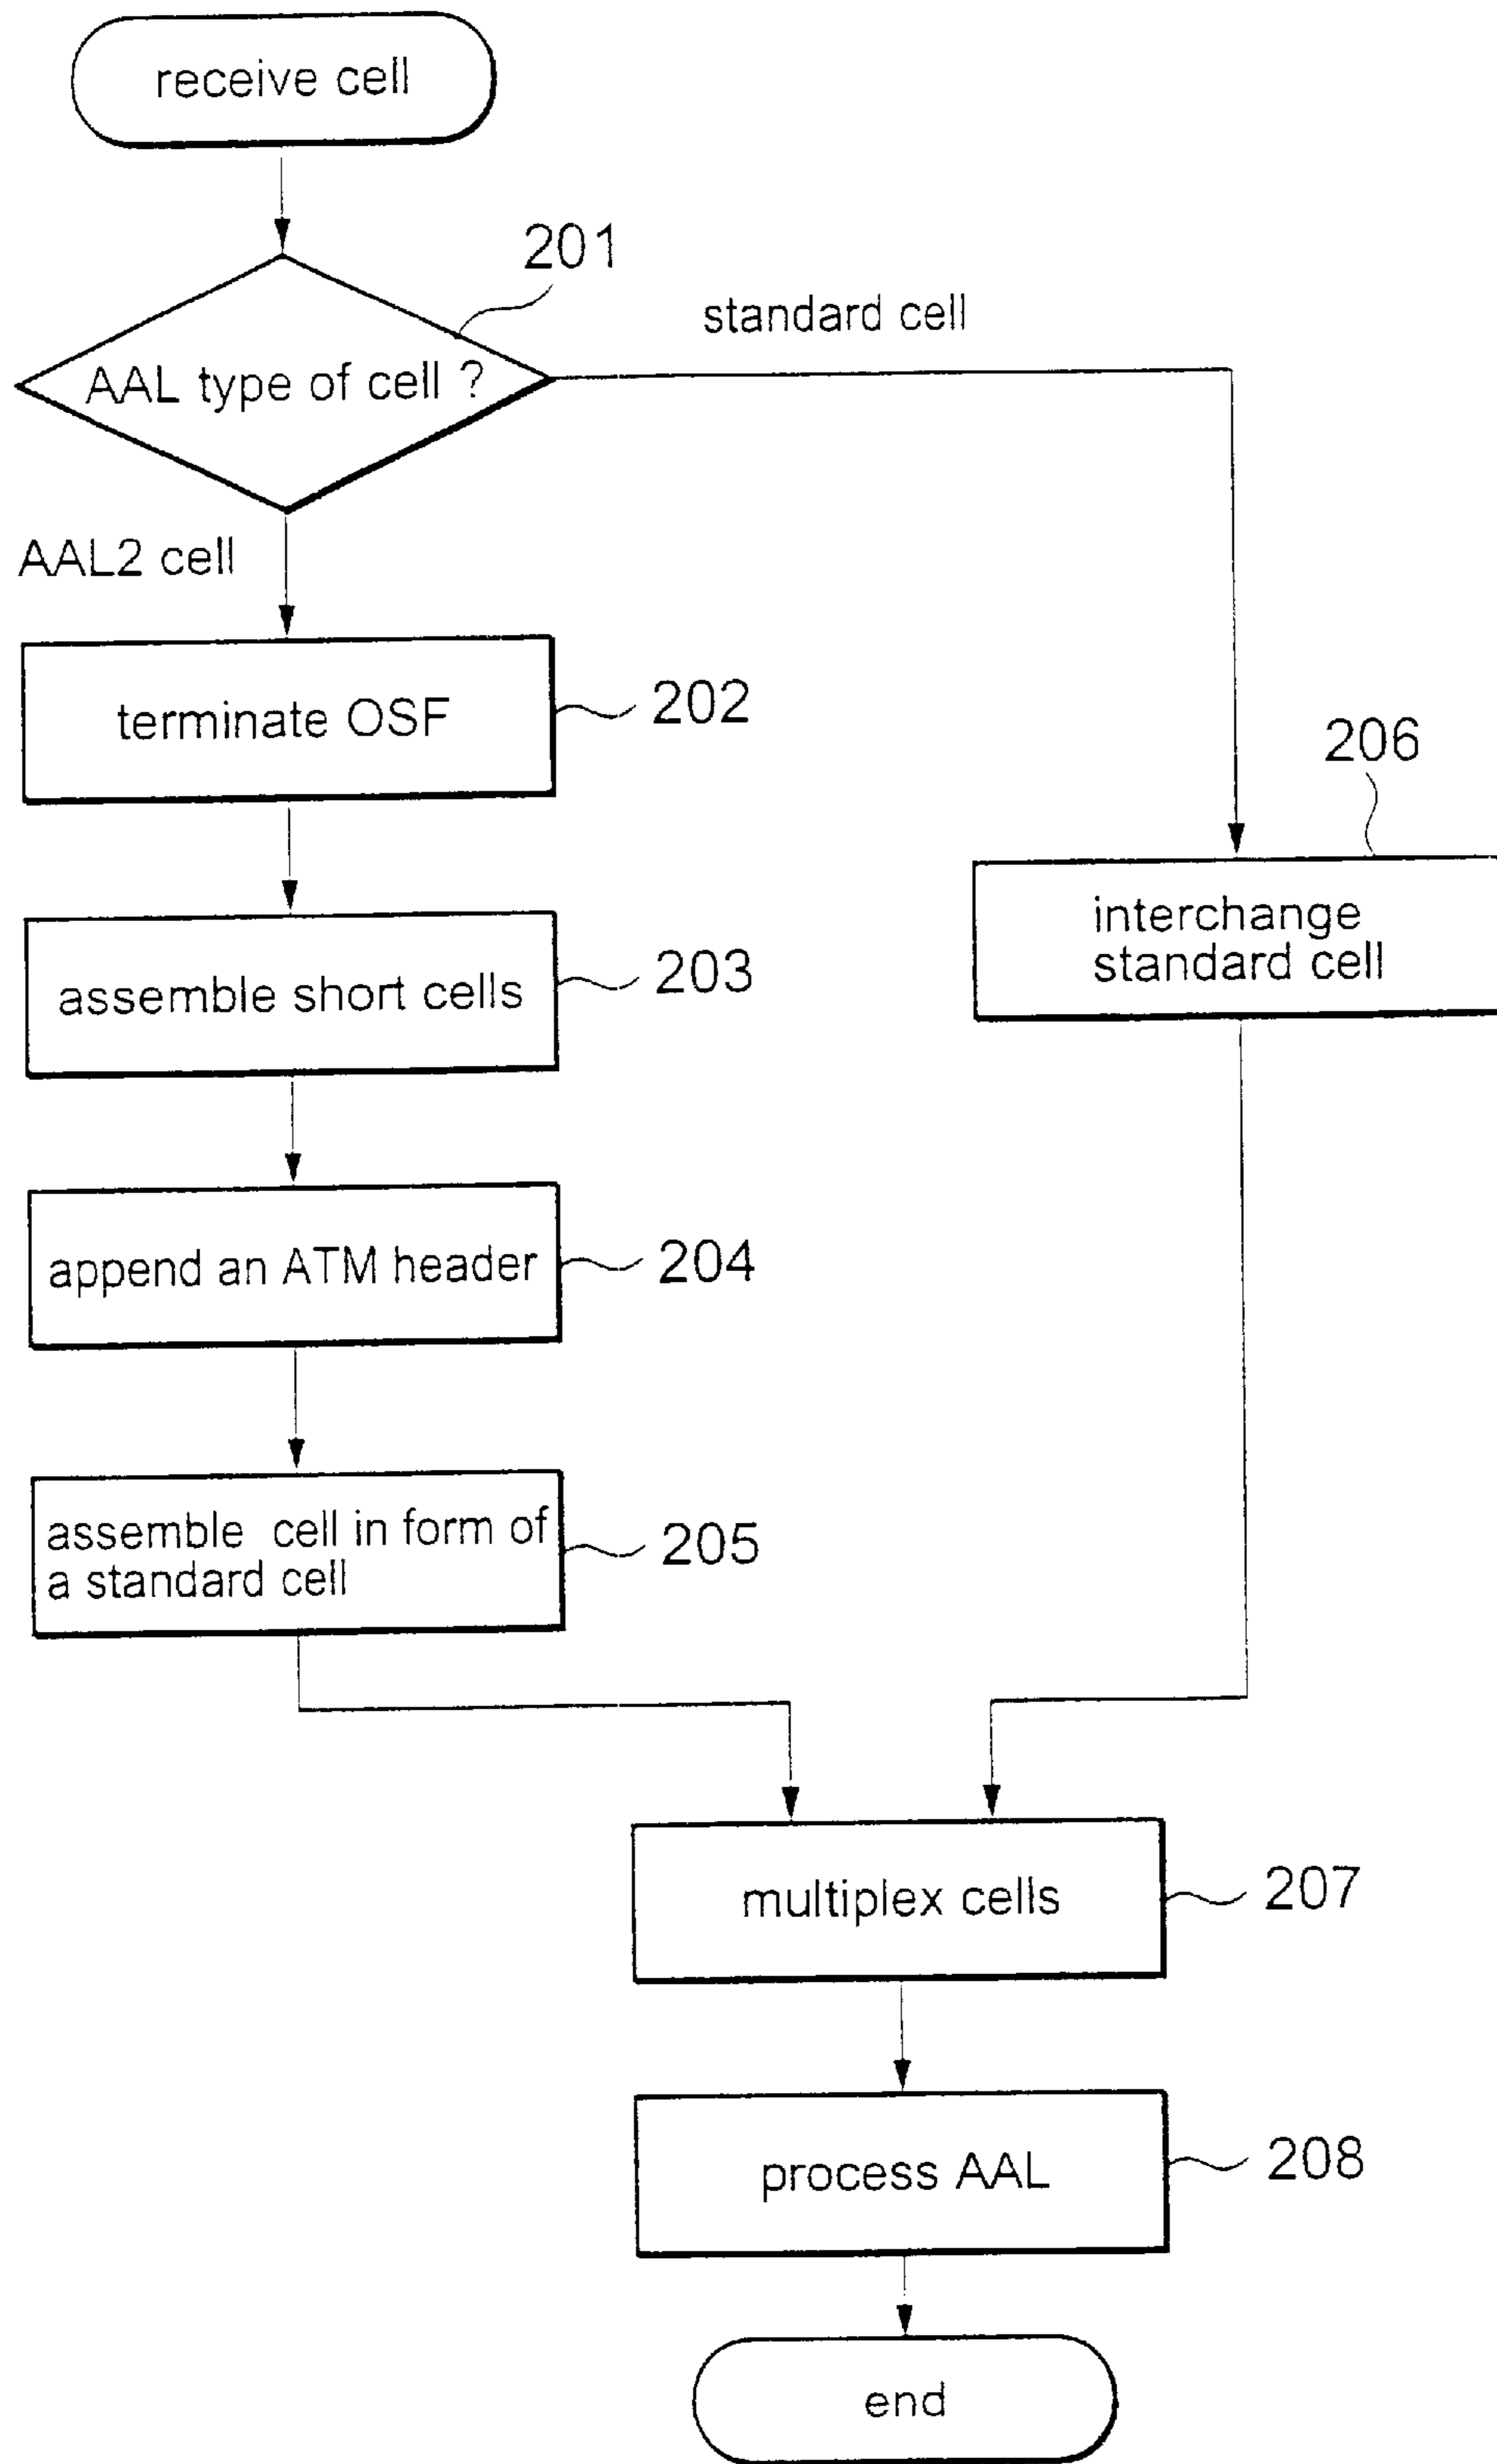 receive cell
201
standard cell
AAL type of cell ?
AAL2 cell
terminate OSF
202
206
interchange
standard cell
assemble short cells
203
append an ATM header
204
assemble cell in form of
a standard cell
205
multiplex cells
207
process AAL
208
end